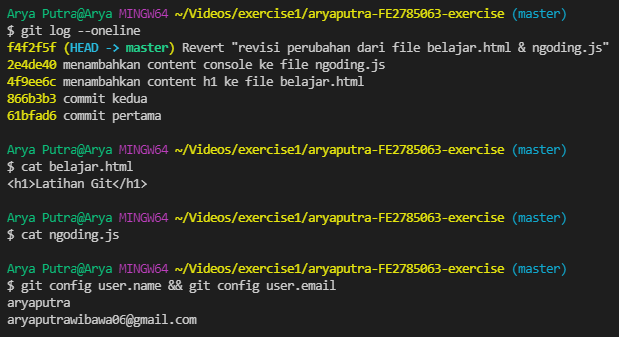 Arya Putra@Arya MINGW64 ~/Videos/exercise1/aryaputra-FE2785063-exercise (master)
$ git log --oneline
f4f2f5f (HEAD -> master) Revert "revisi perubahan dari file belajar.html & ngoding.js"
2e4de40 menambahkan content console ke file ngoding.js
4f9ee6c menambahkan content h1 ke file belajar.html
866b3b3 commit kedua
61bfad6 commit pertama
Arya Putra@Arya MINGW64 ~/Videos/exercise1/aryaputra-FE2785063-exercise (master)
$ cat belajar.html
<h1>Latihan Git</h1>
Arya Putra@Arya MINGW64 ~/Videos/exercise1/aryaputra-FE2785063-exercise (master)
$ cat ngoding.js
Arya Putra@Arya MINGW64 ~/Videos/exercise1/aryaputra-FE2785063-exercise (master)
$ git config user.name && git config user.email
aryaputra
aryaputrawibawa06@gmail.com